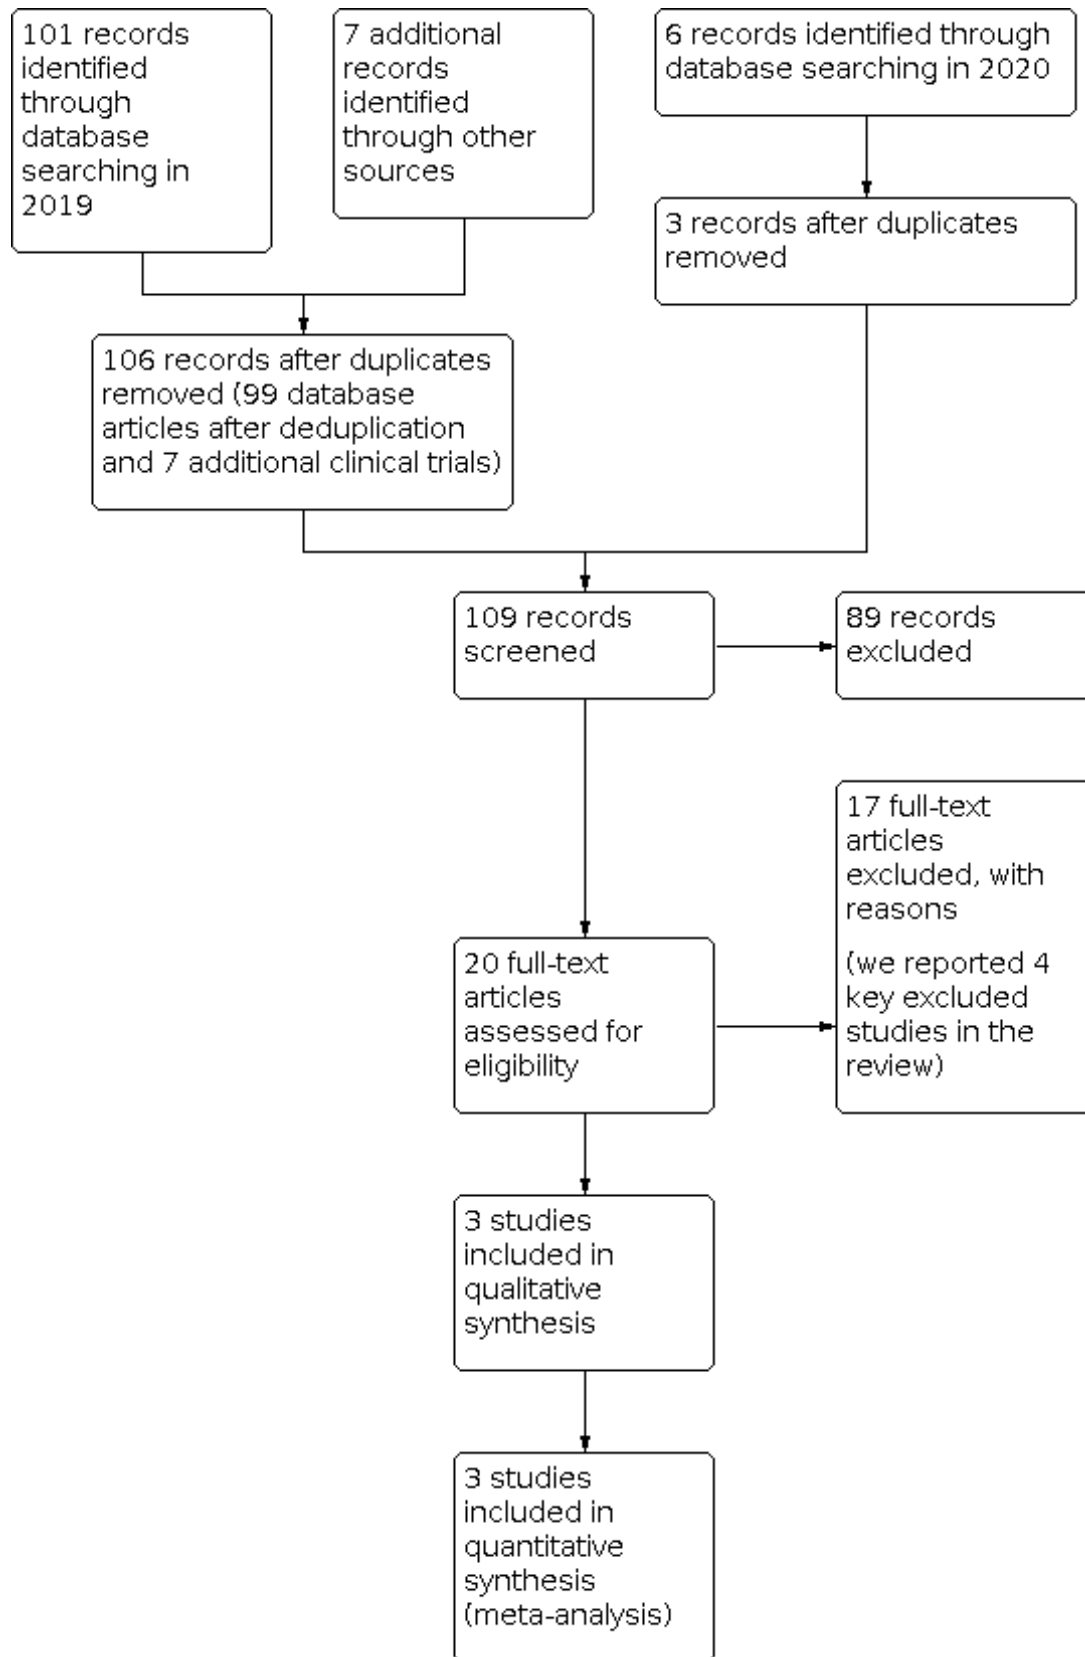 101 records
identified
through
database
searching in
2019
7 additional
records
identified
through other
sources
6 records identified through
database searching in 2020
3 records after duplicates
removed
106 records after duplicates
removed (99 database
articles after deduplication
and 7 additional clinical trials)
109 records
screened
89 records
excluded
17 full-text
articles
excluded, with
reasons
(we reported 4
key excluded
studies in the
review)
20 full-text
articles
assessed for
eligibility
3 studies
included in
qualitative
synthesis
3 studies
included in
quantitative
synthesis
(meta-analysis)